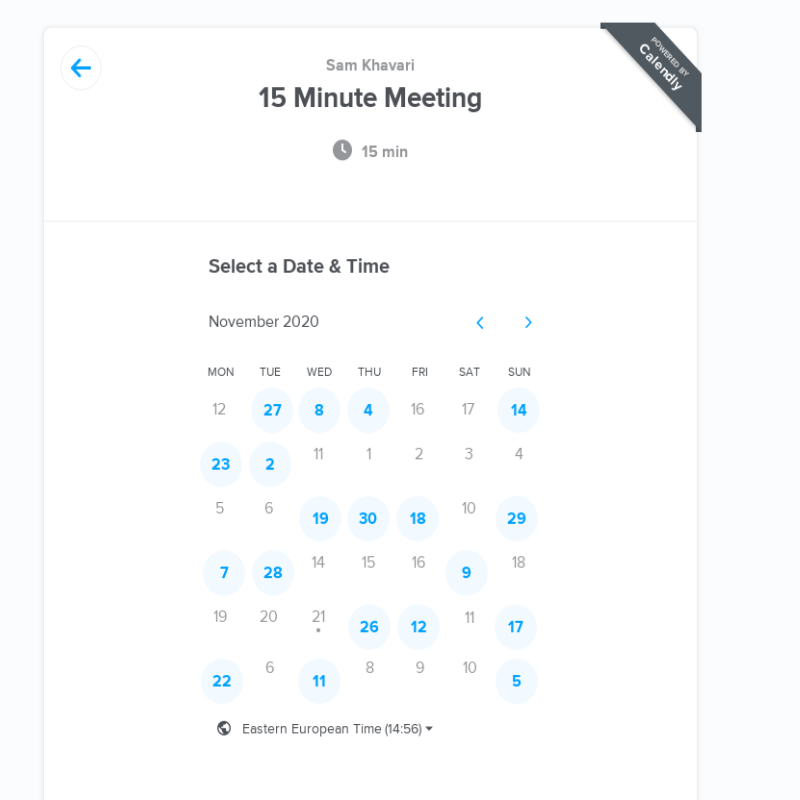 Sam Khavari
15 Minute Meeting
POWERED BY
Calendly
15 min
Select a Date & Time
November 2020
MON TUE WED THU FRI SAT SUN
12 27 8 4 16 17 14
23 2 11 1 2 3 4
5 6 19 30 18 10 29
7 28 14 15 16 9 18
19 20 21 26 12 11 17
22 6 11 8 9 10 5
Eastern European Time (14:56)